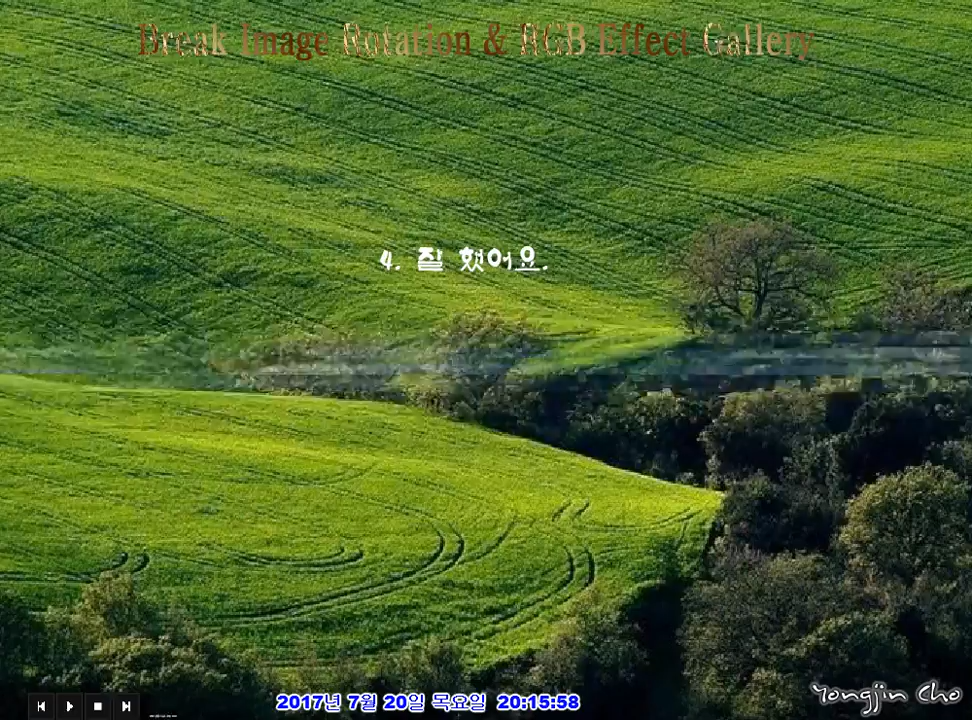 Break Image Rotation & RGB Effect Gallery
4. 잘 했어요.
2017년 7월 20일 목요일 20:15:58
Yongjin Cho